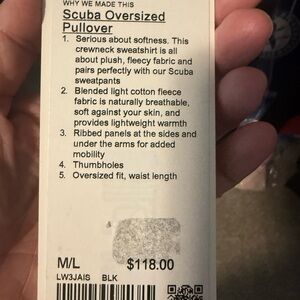 WHY WE MADE THIS
Scuba Oversized
Pullover
1. Serious about softness. This
crewneck sweatshirt is all
about plush, fleecy fabric and
pairs perfectly with our Scuba
sweatpants
2. Blended light cotton fleece
fabric is naturally breathable,
soft against your skin, and
provides lightweight warmth
3. Ribbed panels at the sides and
under the arms for added
mobility
4. Thumbholes
5. Oversized fit, waist length
M/L $118.00
LW3JAIS BLK